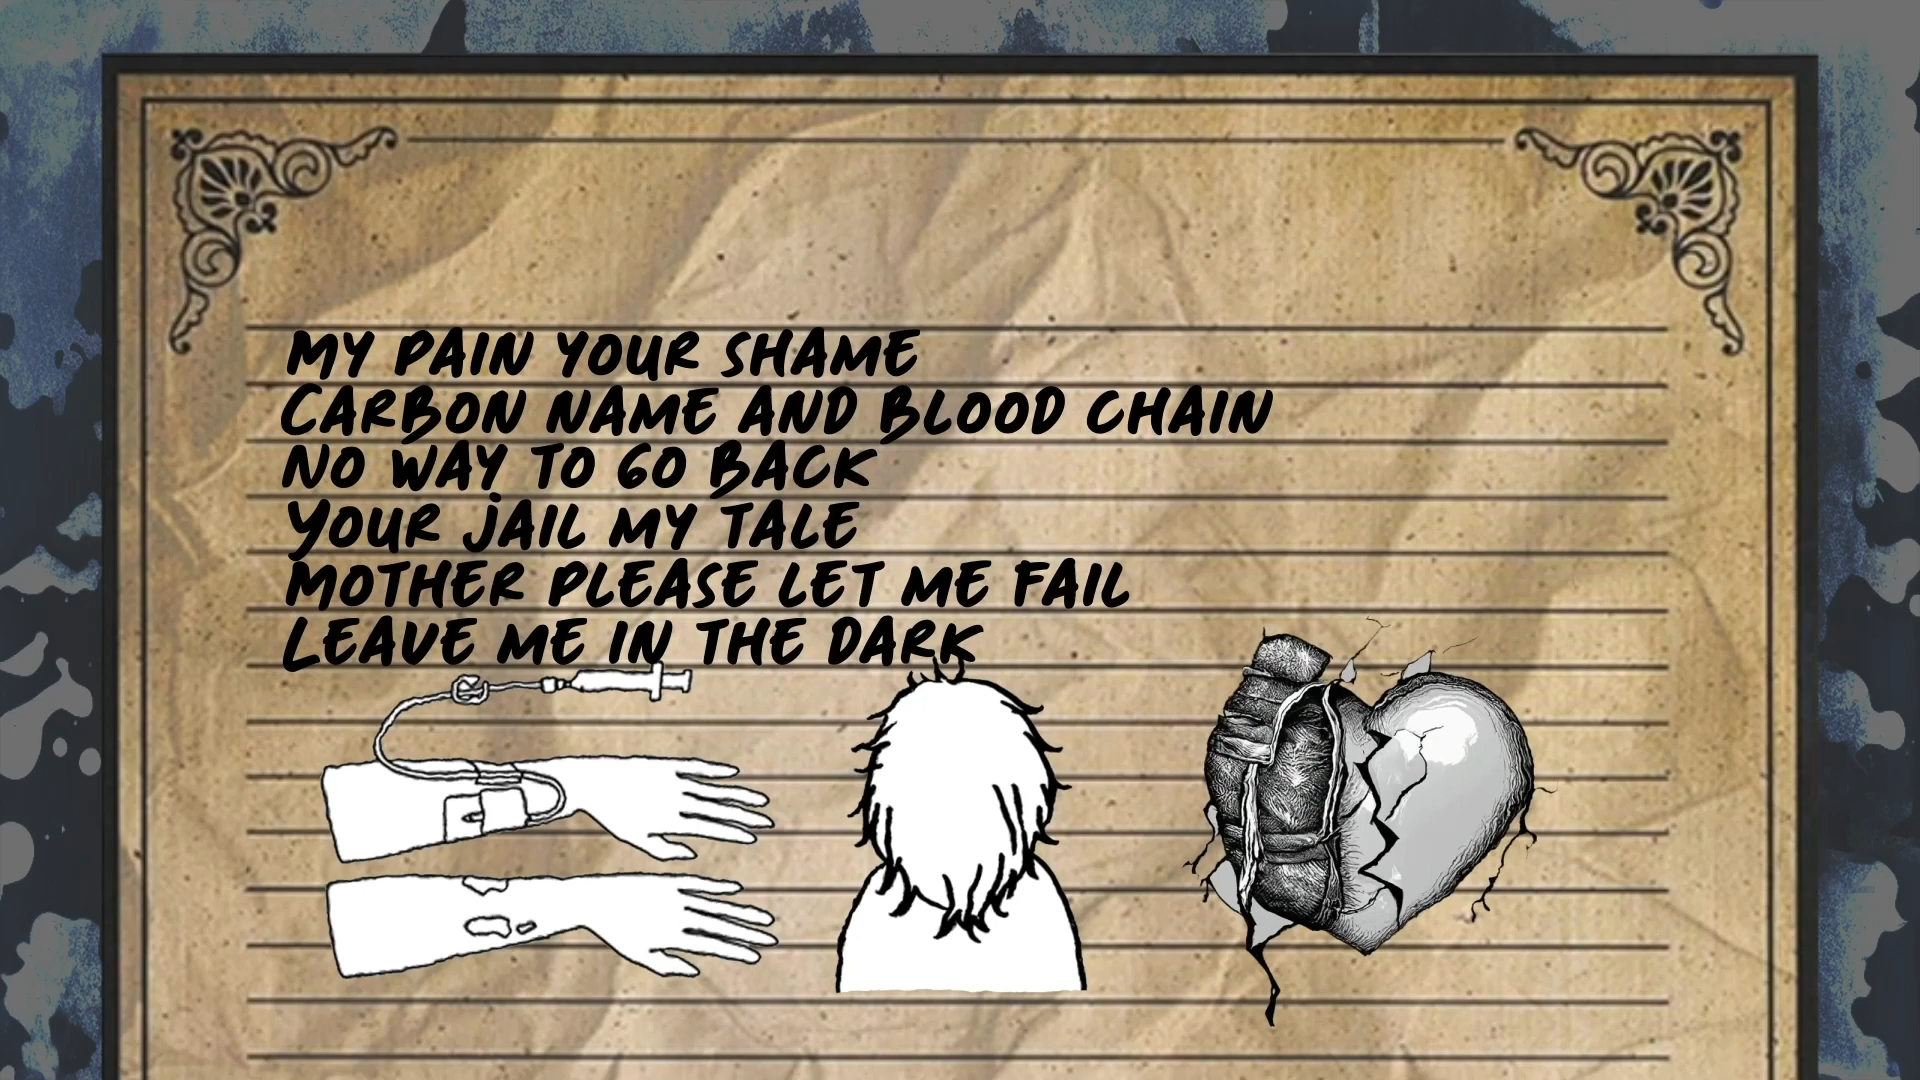 MY PAIN YOUR SHAME
CARBON NAME AND BLOOD CHAIN
NO WAY TO GO BACK
YOUR JAIL MY TALE
MOTHER PLEASE LET ME FAIL
LEAVE ME IN THE DARK